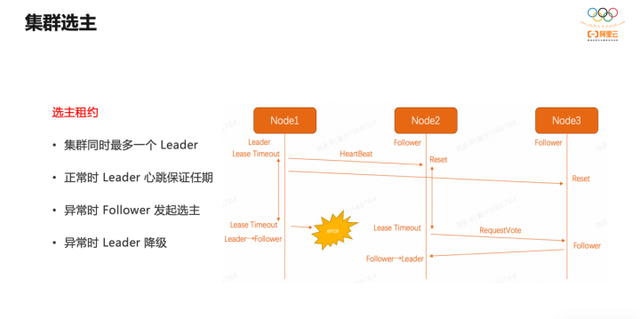 集群选主
阿里云
选主租约
• 集群同时最多一个 Leader
• 正常时 Leader 心跳保证任期
• 异常时 Follower 发起选主
• 异常时 Leader 降级
Node1
Node2
Node3
Leader
Follower
Follower
Lease Timeout
HeartBeat
Reset
Reset
Lease Timeout
error
Lease Timeout
RequestVote
Leader→Follower
Follower
Follower→Leader